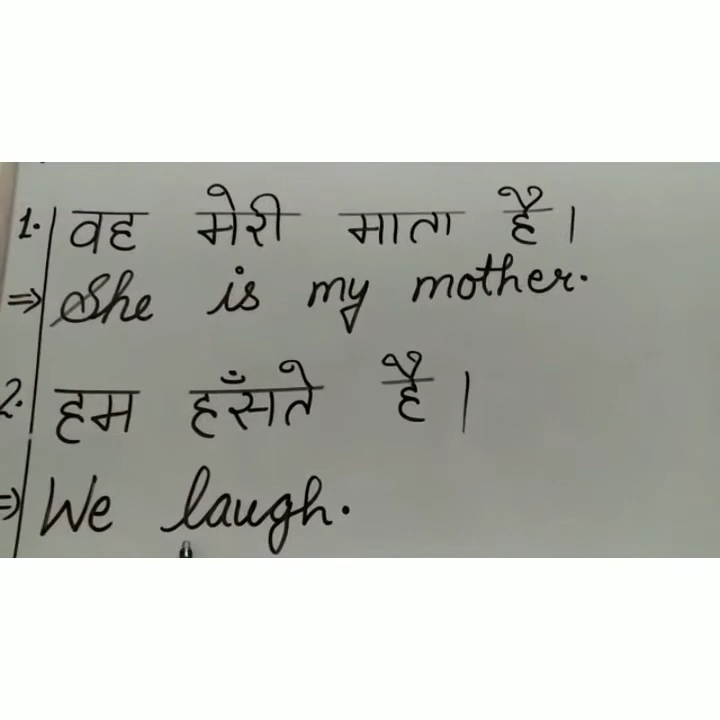 1. वह मेरी माता है।
⇒ She is my mother.
2. हम हँसते है।
⇒ We laugh.